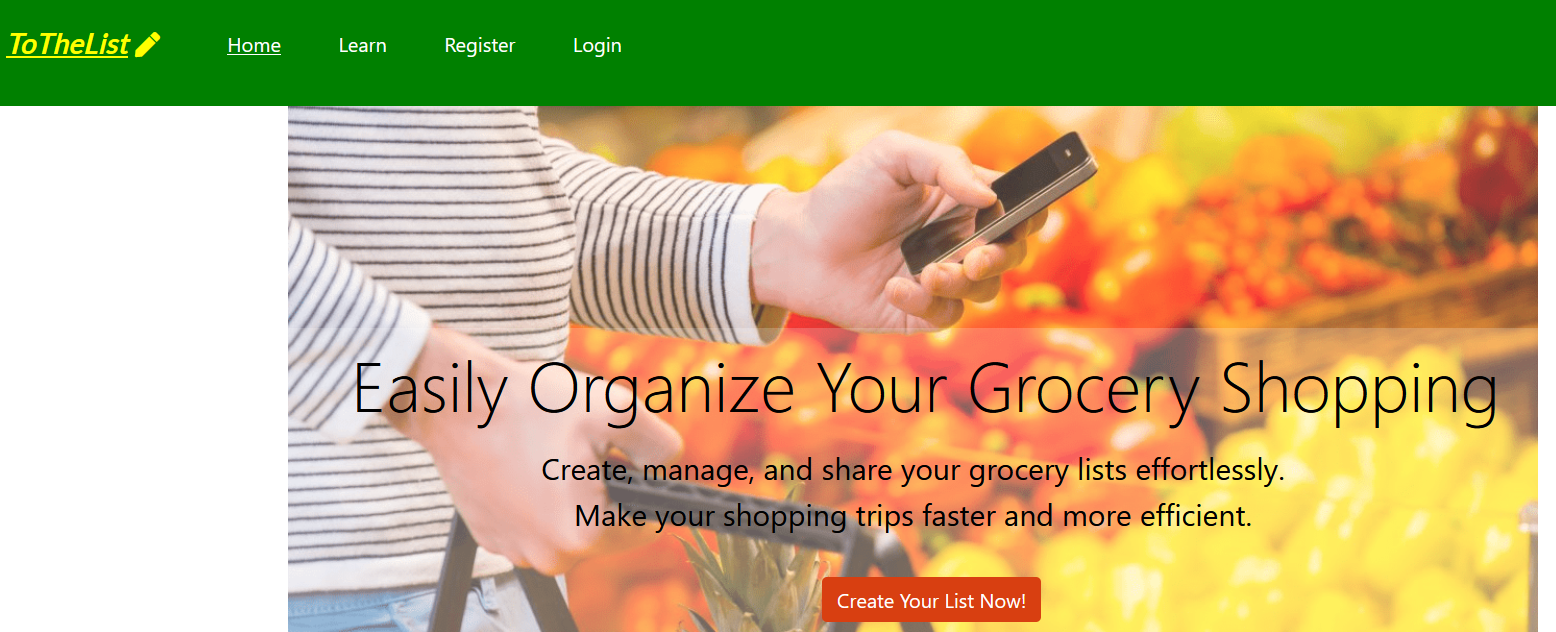 ToTheList
Home
Learn
Register
Login
Easily Organize Your Grocery Shopping
Create, manage, and share your grocery lists effortlessly.
Make your shopping trips faster and more efficient.
Create Your List Now!